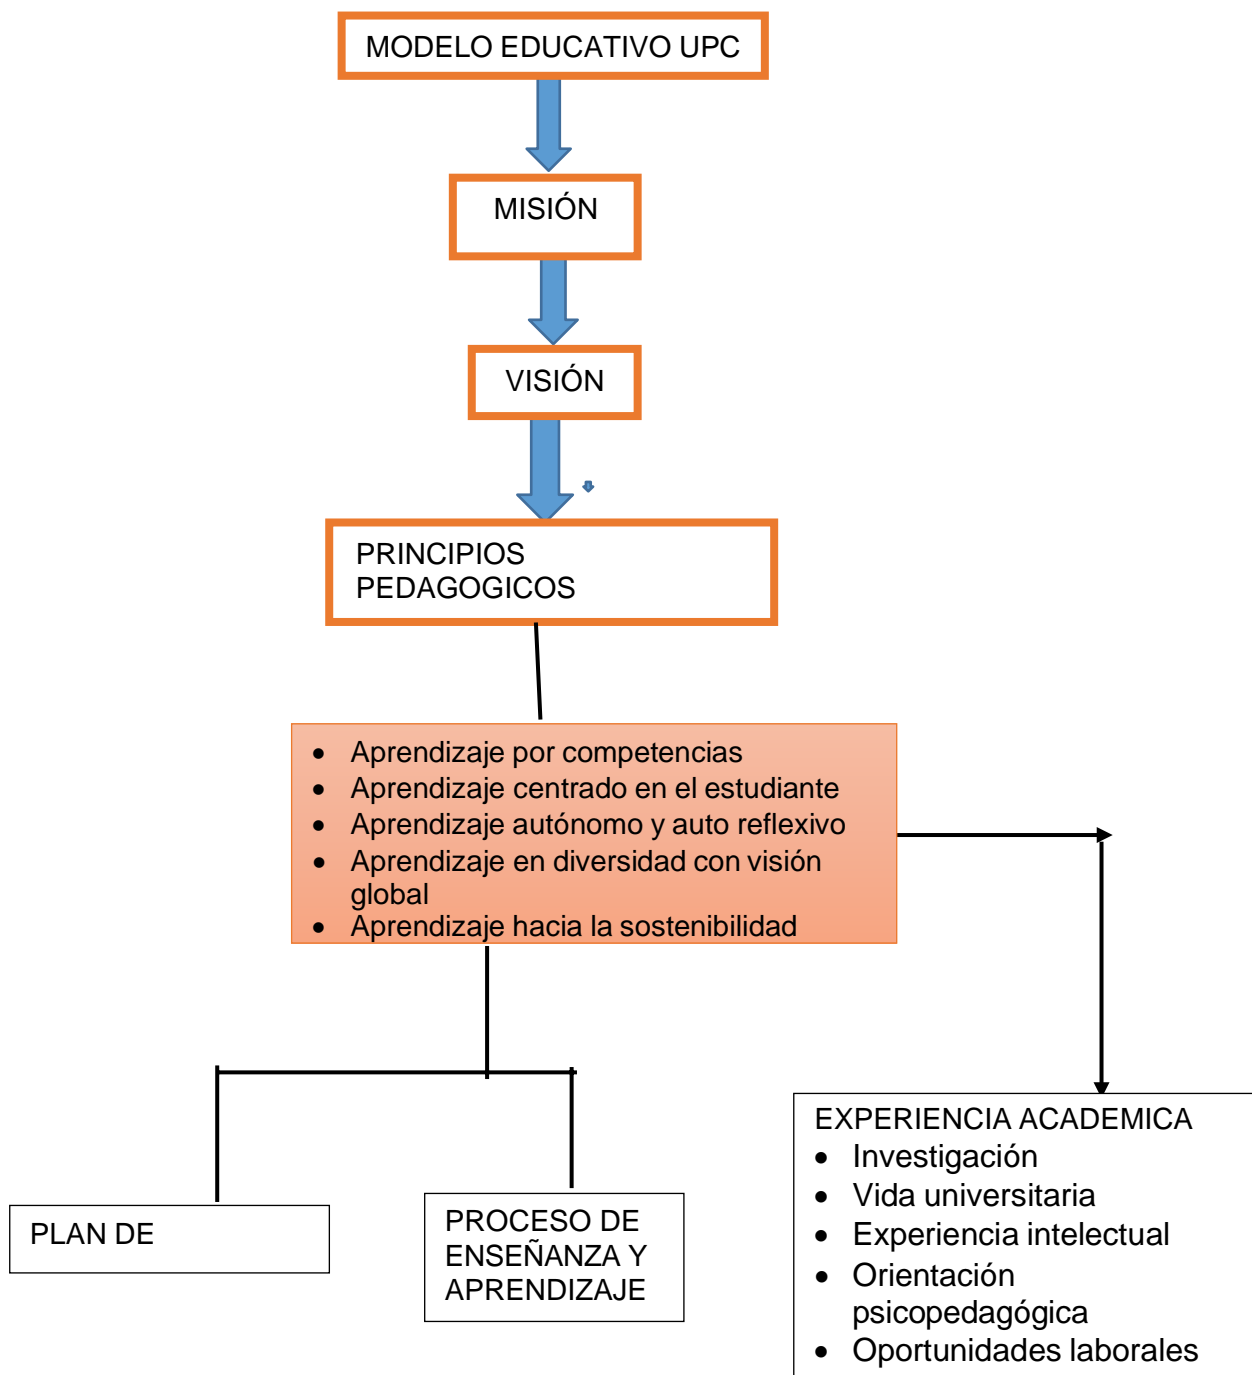 MODELO EDUCATIVO UPC
MISIÓN
VISIÓN
PRINCIPIOS
PEDAGOGICOS
• Aprendizaje por competencias
• Aprendizaje centrado en el estudiante
• Aprendizaje autónomo y auto reflexivo
• Aprendizaje en diversidad con visión
global
• Aprendizaje hacia la sostenibilidad
PLAN DE
PROCESO DE
ENSEÑANZA Y
APRENDIZAJE
EXPERIENCIA ACADEMICA
• Investigación
• Vida universitaria
• Experiencia intelectual
• Orientación
psicopedagógica
• Oportunidades laborales